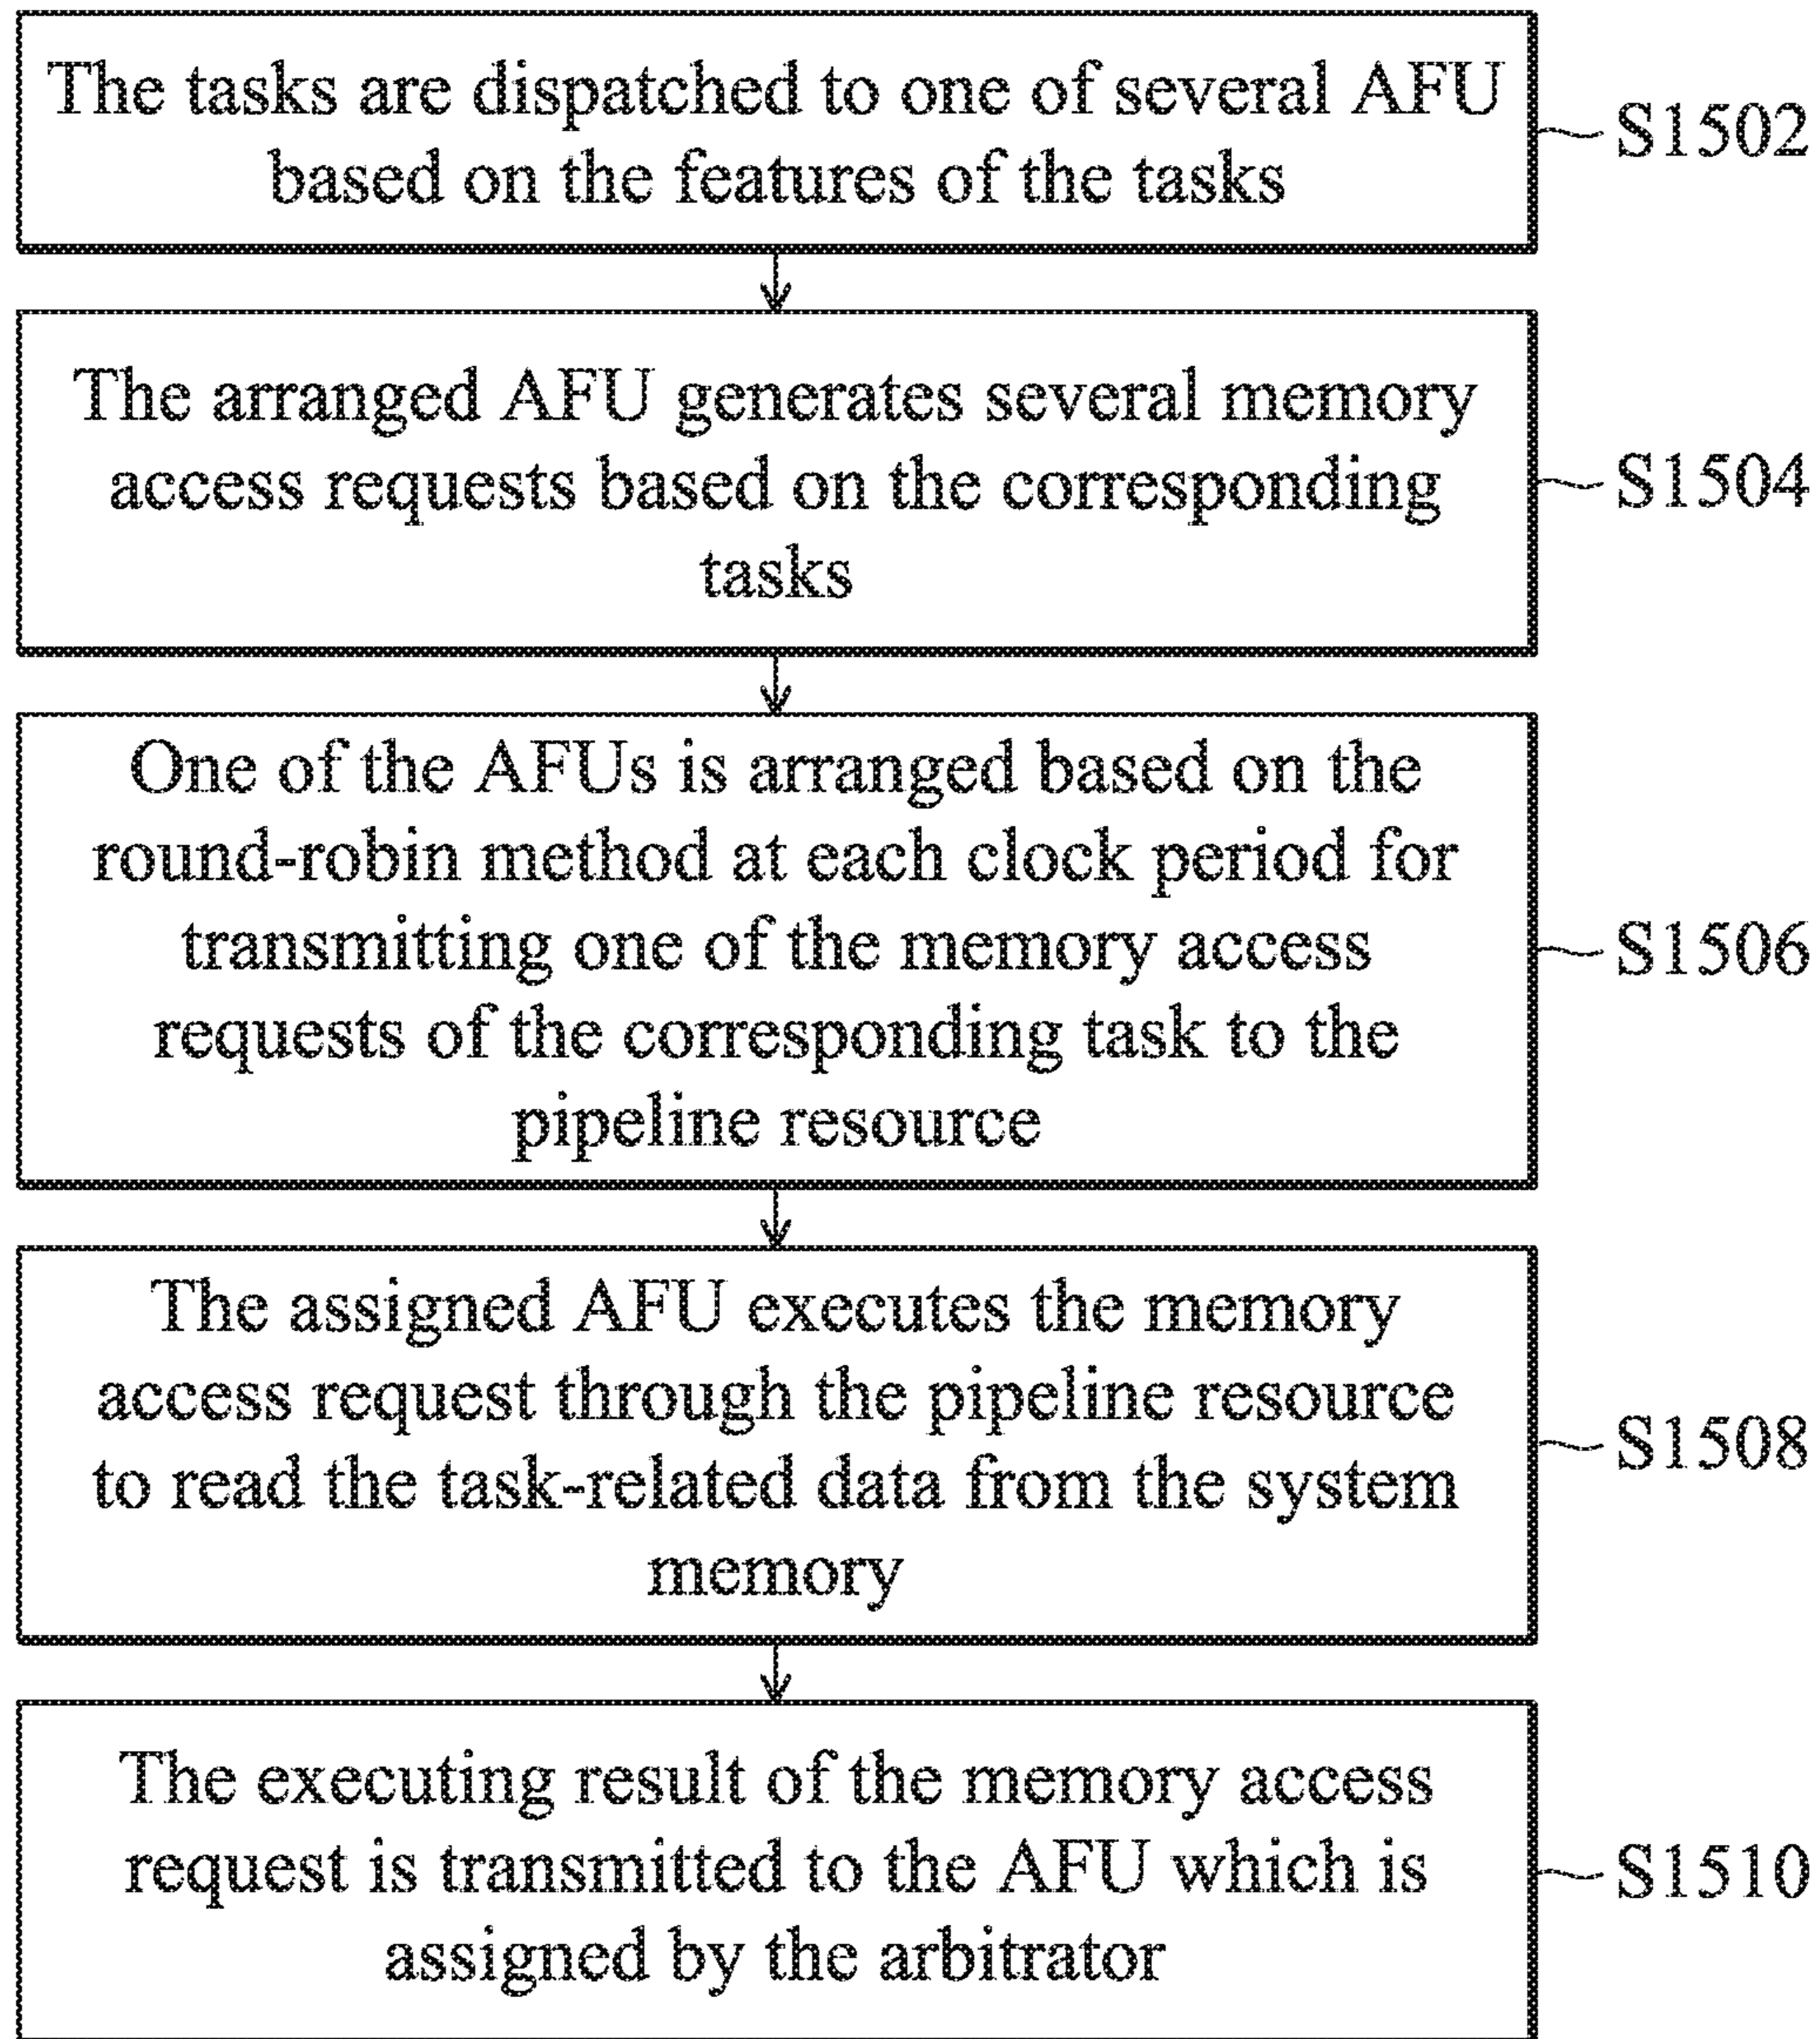 The tasks are dispatched to one of several AFU
based on the features of the tasks
S1502
The arranged AFU generates several memory
access requests based on the corresponding
tasks
S1504
One of the AFUs is arranged based on the
round-robin method at each clock period for
transmitting one of the memory access
requests of the corresponding task to the
pipeline resource
S1506
The assigned AFU executes the memory
access request through the pipeline resource
to read the task-related data from the system
memory
S1508
The executing result of the memory access
request is transmitted to the AFU which is
assigned by the arbitrator
S1510